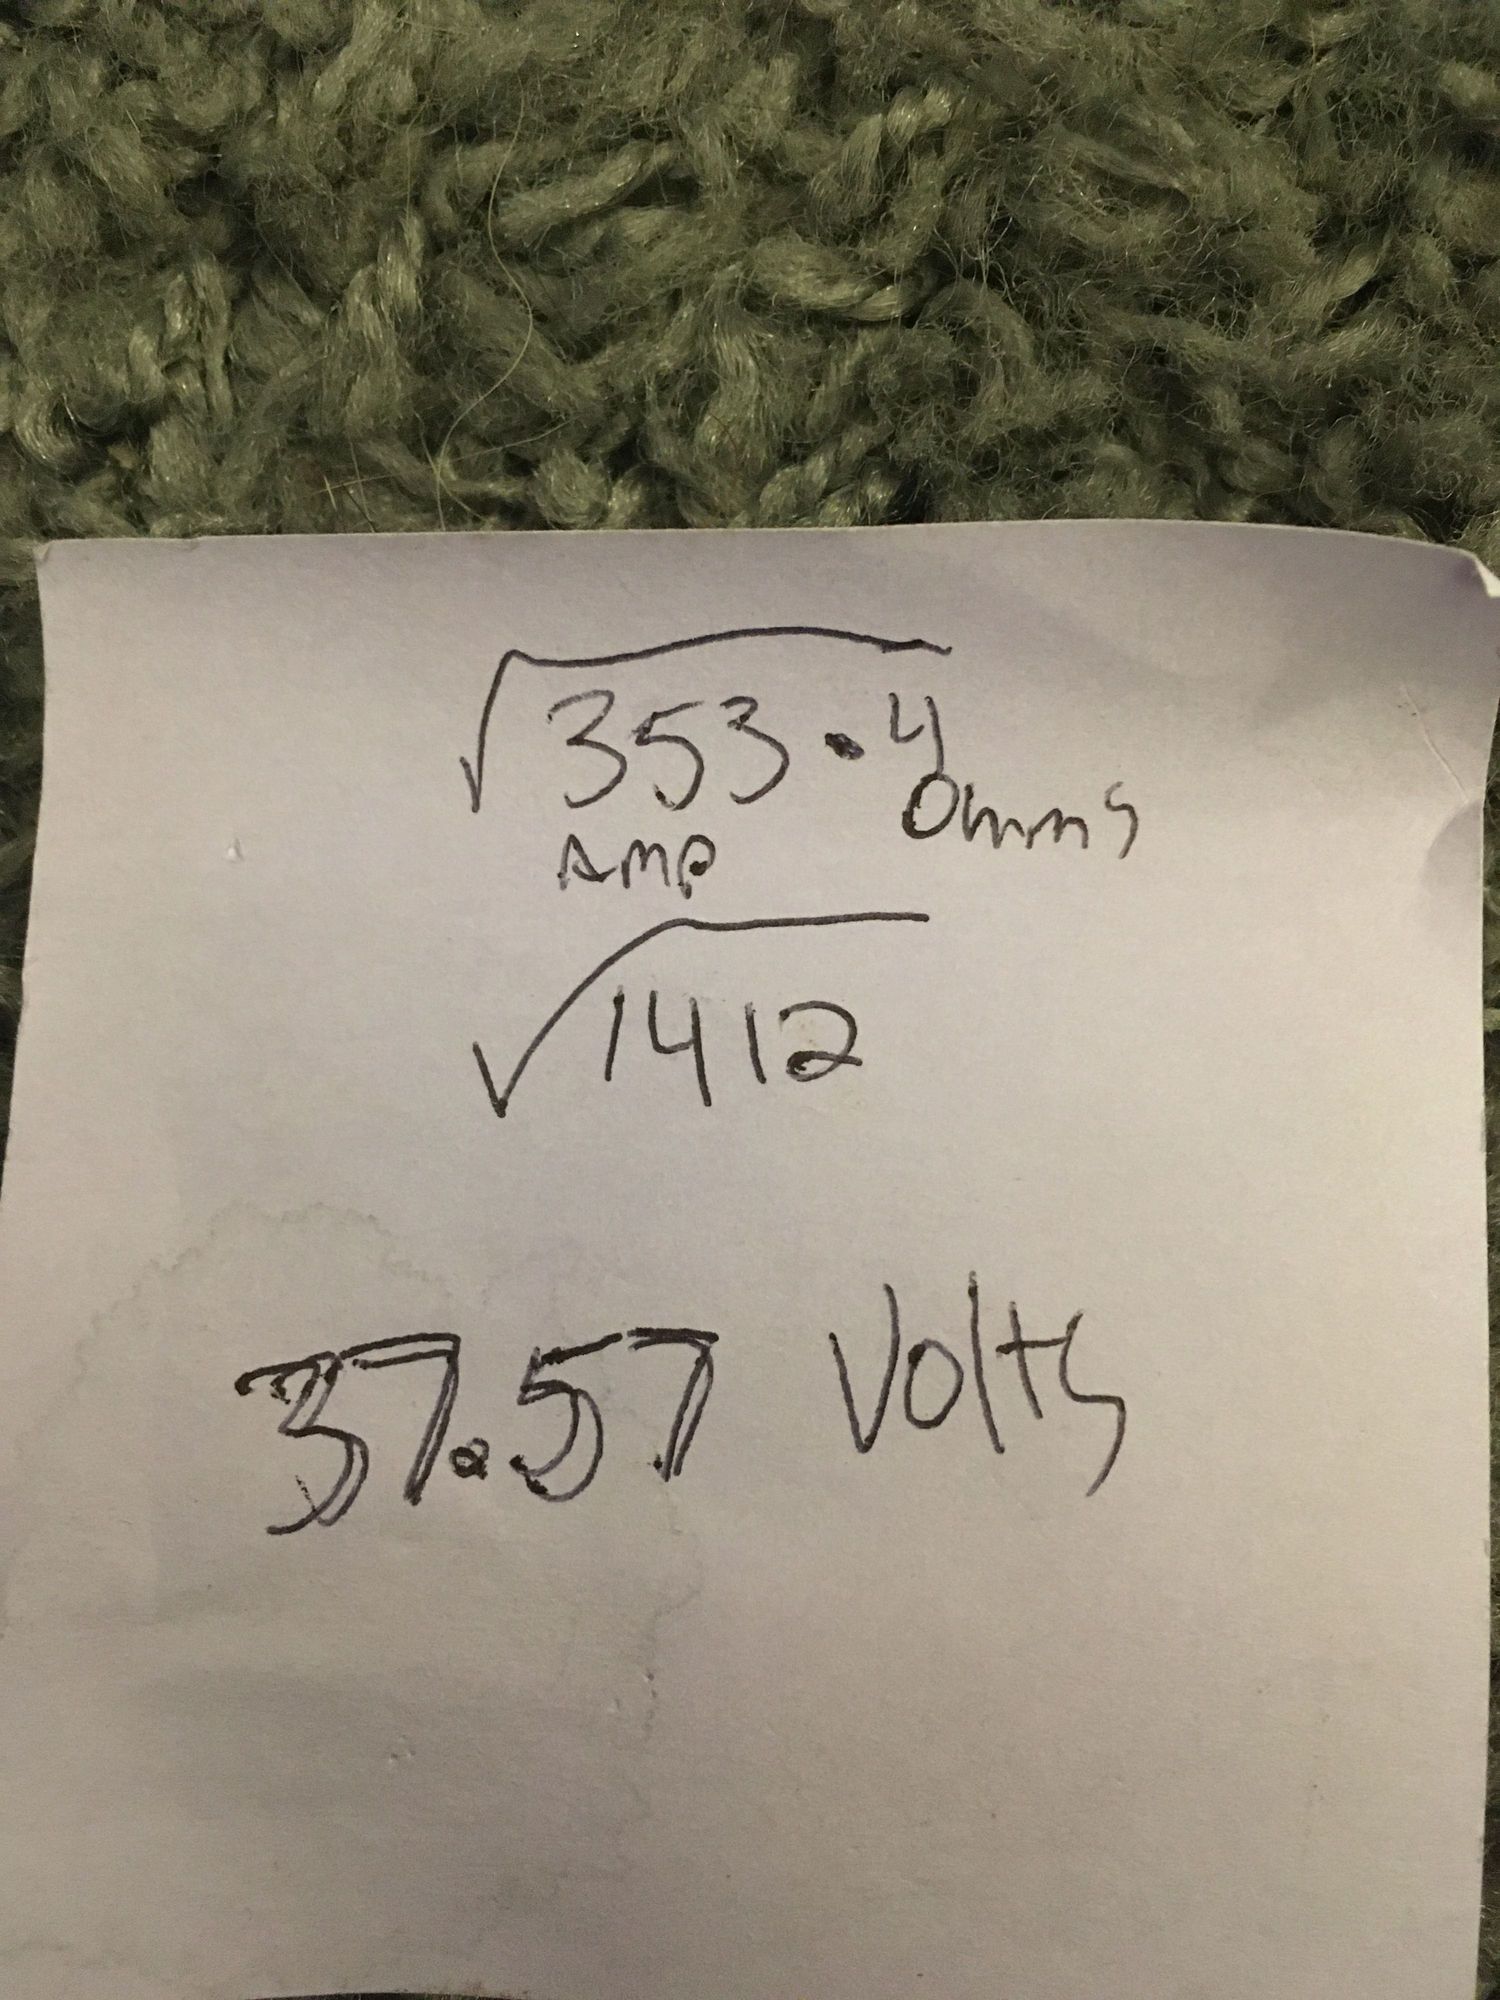 √353 • 4
Amp Ohms
√1412
37.57 Volts